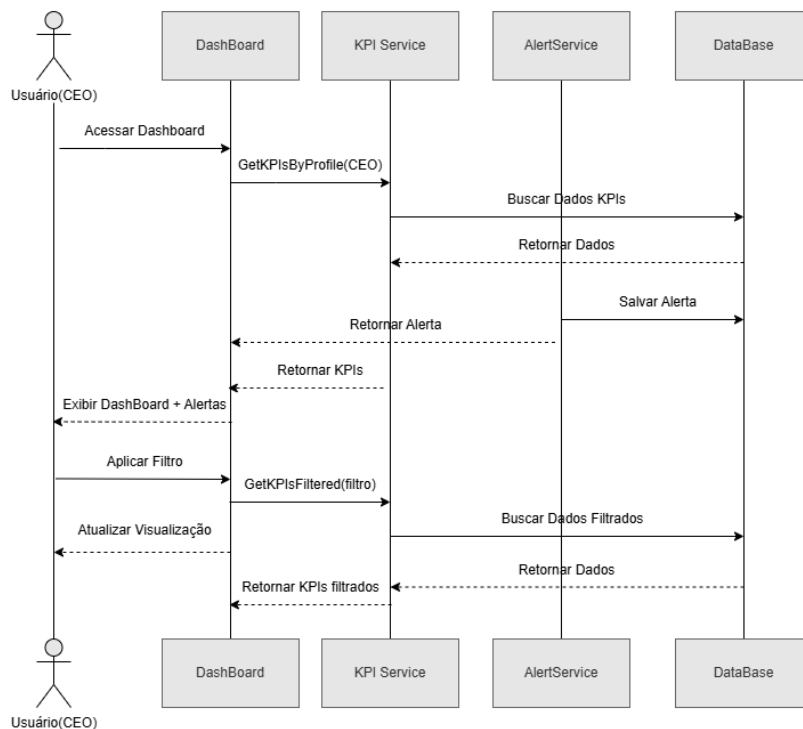 DashBoard
KPI Service
AlertService
DataBase
Usuário(CEO)
Acessar Dashboard
GetKPIsByProfile(CEO)
Buscar Dados KPIs
Retornar Dados
Salvar Alerta
Retornar Alerta
Retornar KPIs
Exibir DashBoard + Alertas
Aplicar Filtro
GetKPIsFiltered(filtro)
Buscar Dados Filtrados
Atualizar Visualização
Retornar Dados
Retornar KPIs filtrados
DashBoard
KPI Service
AlertService
DataBase
Usuário(CEO)